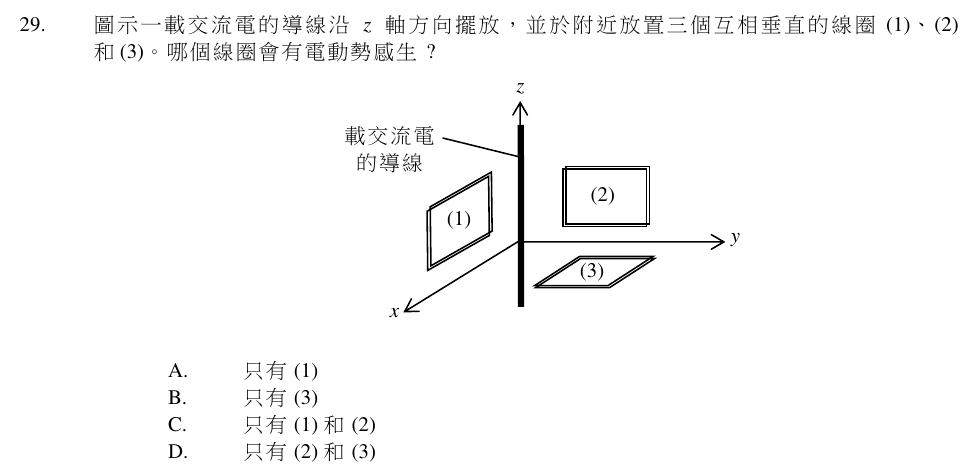 29. 圖示一載交流電的導線沿 z 軸方向擺放，並於附近放置三個互相垂直的線圈 (1)、(2)
和 (3)。哪個線圈會有電動勢感生？
z
載交流電
的導線
(1)
(2)
y
(3)
x
A. 只有 (1)
B. 只有 (3)
C. 只有 (1) 和 (2)
D. 只有 (2) 和 (3)